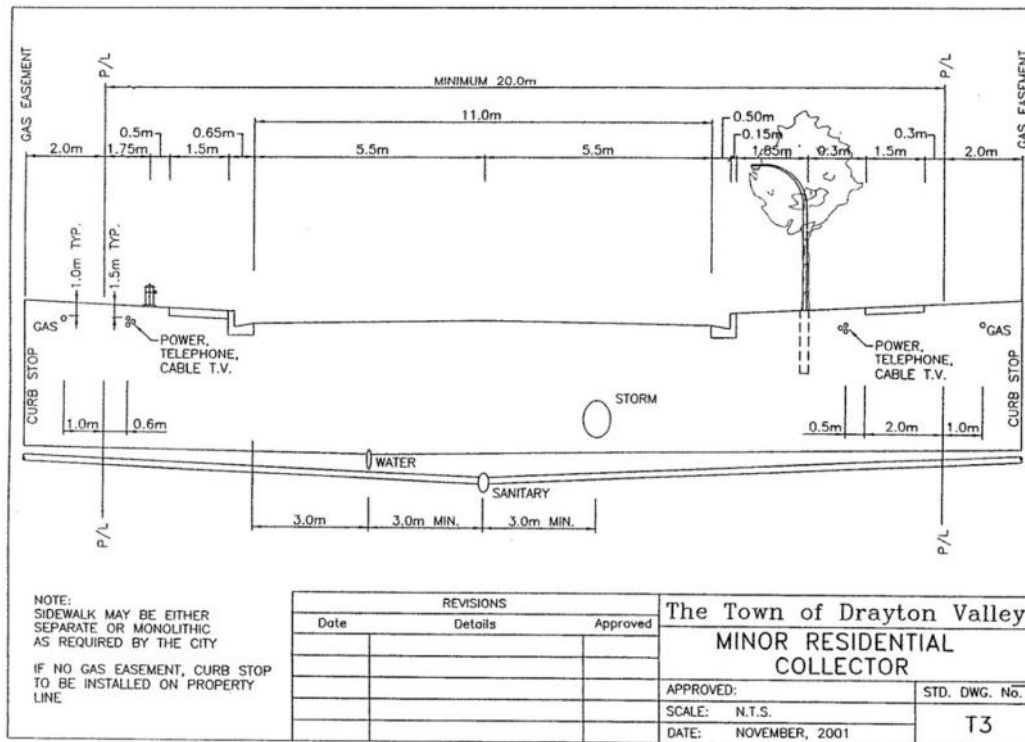 GAS EASEMENT
P/L
P/L
GAS EASEMENT
MINIMUM 20.0m
11.0m
0.5m
0.65m
0.50m
0.15m
0.3m
2.0m
1.75m
1.5m
5.5m
5.5m
1.85m
0.3m
1.5m
2.0m
1.0m TYP.
1.5m TYP.
GAS
POWER,
TELEPHONE,
CABLE T.V.
GAS
POWER,
TELEPHONE,
CABLE T.V.
CURB STOP
CURB STOP
STORM
1.0m
0.6m
0.5m
2.0m
1.0m
WATER
SANITARY
3.0m
3.0m MIN.
3.0m MIN.
P/L
P/L
NOTE:
SIDEWALK MAY BE EITHER
SEPARATE OR MONOLITHIC
AS REQUIRED BY THE CITY
IF NO GAS EASEMENT, CURB STOP
TO BE INSTALLED ON PROPERTY
LINE
REVISIONS
Date Details Approved
The Town of Drayton Valley
MINOR RESIDENTIAL
COLLECTOR
APPROVED:
STD. DWG. No.
SCALE: N.T.S.
T3
DATE: NOVEMBER, 2001